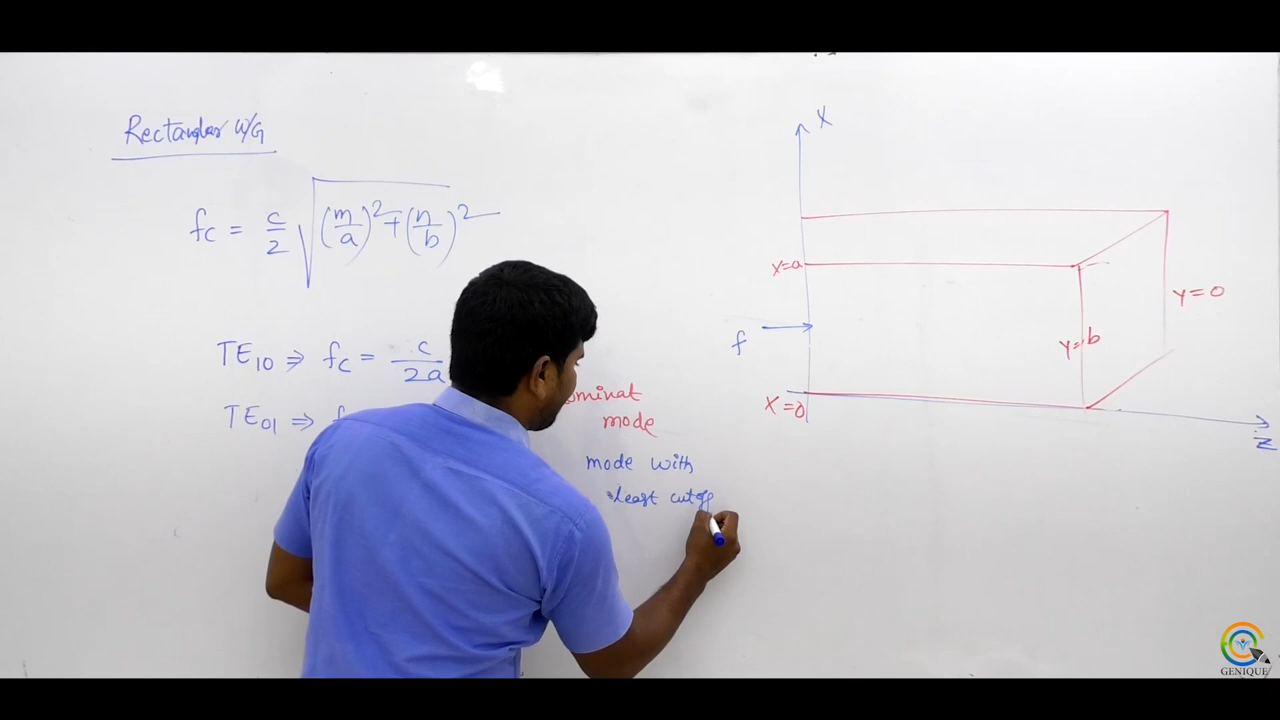 Rectangular W/G
fc = c/2 √((m/a)² + (n/b)²)
TE10 ⇒ fc = c/2a
TE01 ⇒ f
ominat
mode
mode with
least cutoff
X
X=a
f
X=0
Y=b
Y=0
Z
GENIQUE